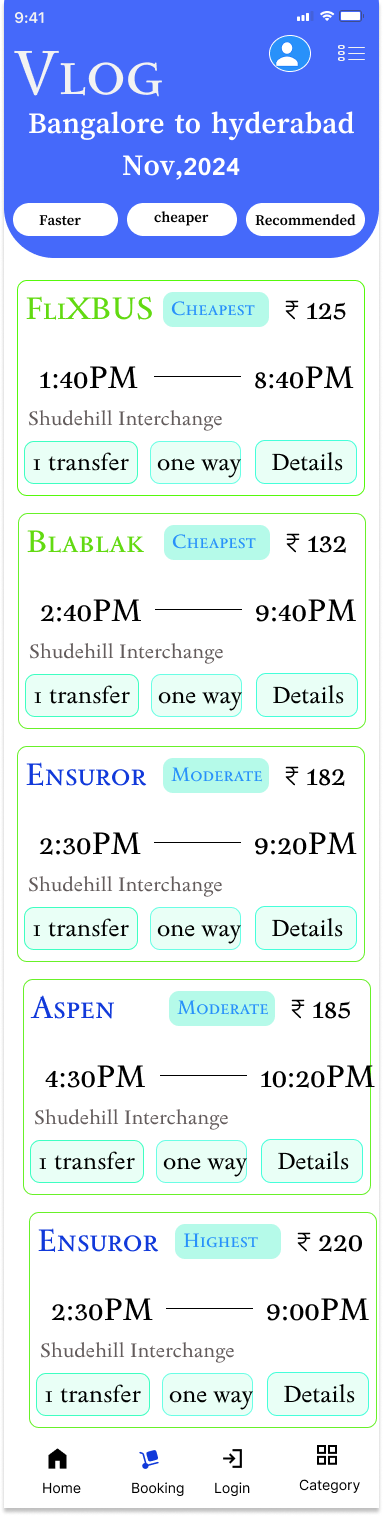 9:41
Vlog
Bangalore to hyderabad
Nov,2024
Faster cheaper Recommended
FliXBUS Cheapest ₹ 125
1:40PM 8:40PM
Shudehill Interchange
1 transfer one way Details
Blablak Cheapest ₹ 132
2:40PM 9:40PM
Shudehill Interchange
1 transfer one way Details
Ensuror Moderate ₹ 182
2:30PM 9:20PM
Shudehill Interchange
1 transfer one way Details
Aspen Moderate ₹ 185
4:30PM 10:20PM
Shudehill Interchange
1 transfer one way Details
Ensuror Highest ₹ 220
2:30PM 9:00PM
Shudehill Interchange
1 transfer one way Details
Home Booking Login Category